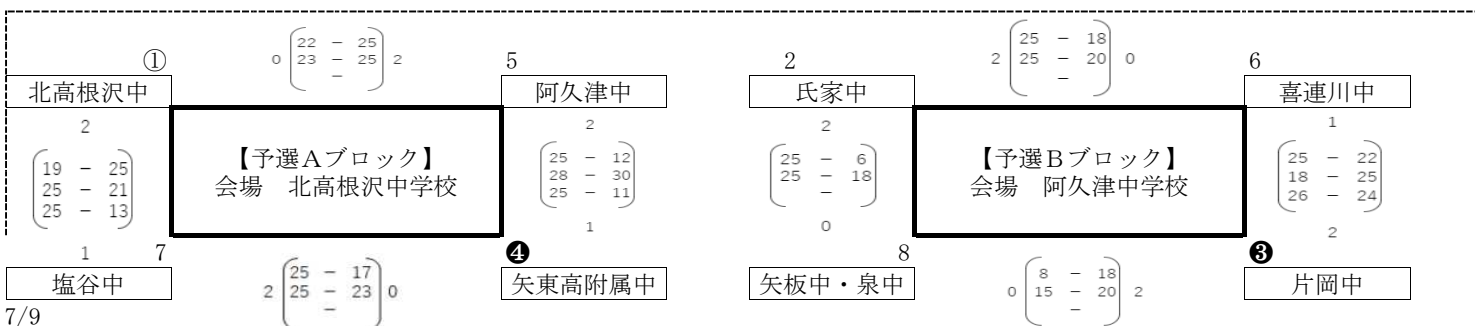 0 22 － 25 2
23 － 25
－
2 25 － 18 0
25 － 20
－
① 5 2 6
北高根沢中 阿久津中 氏家中 喜連川中
2 2 2 1
【予選Aブロック】
会場　北高根沢中学校
【予選Bブロック】
会場　阿久津中学校
19 － 25
25 － 21
25 － 13
25 － 12
28 － 30
25 － 11
25 － 6
25 － 18
－
25 － 22
18 － 25
26 － 24
1 1 0 2
7 ❹ 8 ❸
塩谷中 矢東高附属中 矢板中・泉中 片岡中
2 25 － 17 0
25 － 23
－
0 8 － 18 2
15 － 20
－
7/9